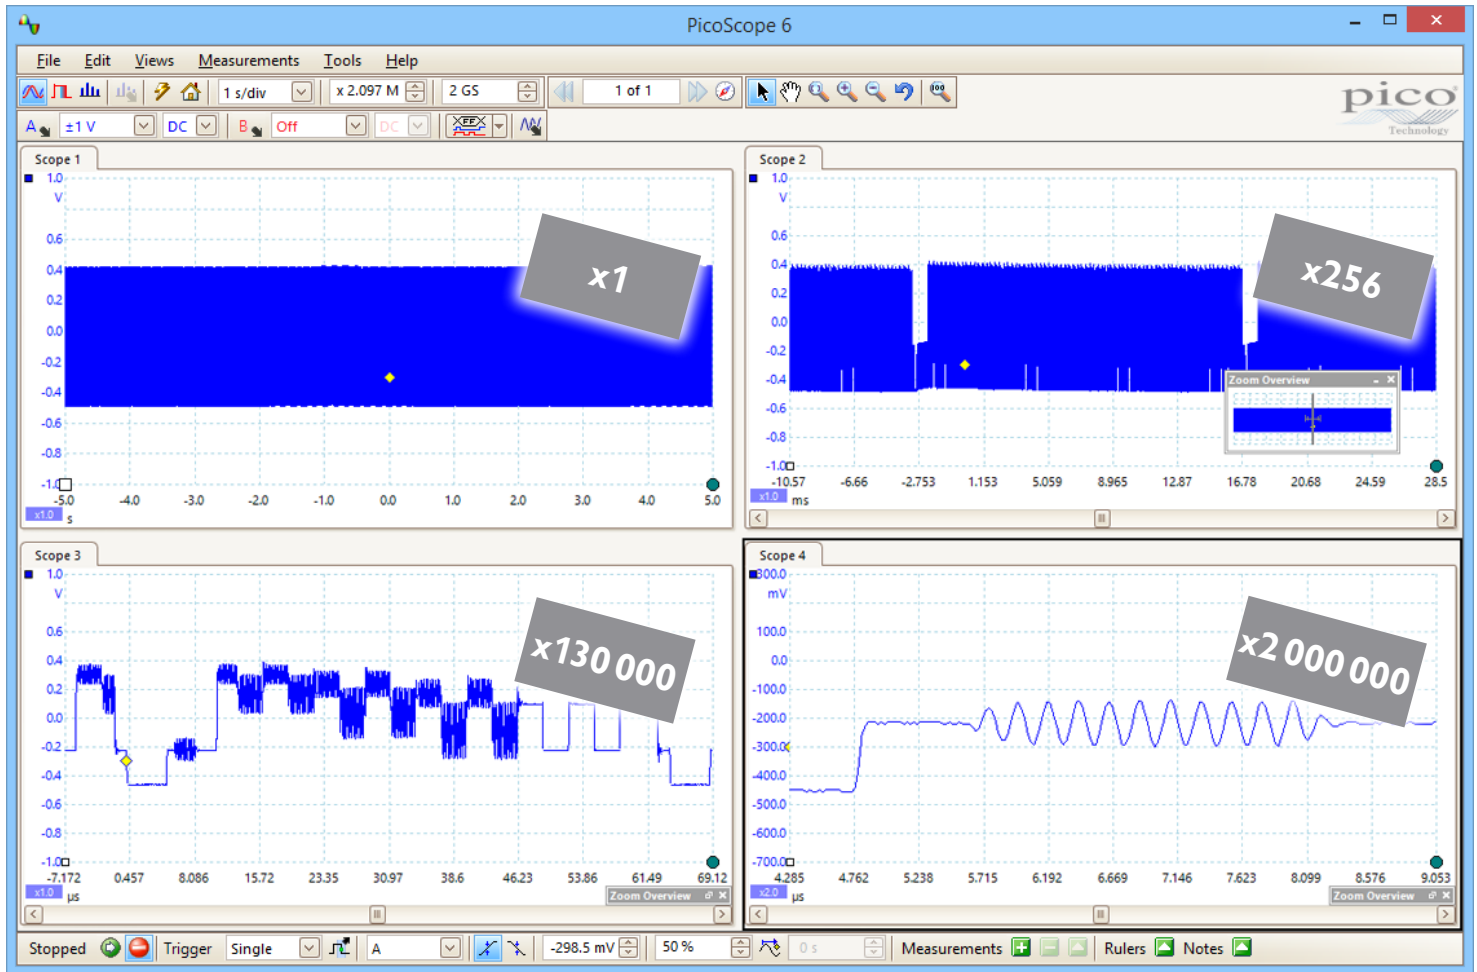 PicoScope 6
File Edit Views Measurements Tools Help
1 s/div x 2.097 M 2 GS 1 of 1
A ±1 V DC B Off DC
pico
Technology
Scope 1
1.0
V
0.6
0.4
0.2
0.0
-0.2
-0.4
-0.6
-0.8
-1.0
-5.0 -4.0 -3.0 -2.0 -1.0 0.0 1.0 2.0 3.0 4.0 5.0
x1.0 s
x1
Scope 2
1.0
V
0.6
0.4
0.2
0.0
-0.2
-0.4
-0.6
-0.8
-1.0
-10.57 -6.66 -2.753 1.153 5.059 8.965 12.87 16.78 20.68 24.59 28.5
x1.0 ms
x256
Zoom Overview
Scope 3
1.0
V
0.6
0.4
0.2
0.0
-0.2
-0.4
-0.6
-0.8
-1.0
-7.172 0.457 8.086 15.72 23.35 30.97 38.6 46.23 53.86 61.49 69.12
x1.0 µs
x130 000
Zoom Overview
Scope 4
300.0
mV
100.0
0.0
-100.0
-200.0
-300.0
-400.0
-500.0
-600.0
-700.0
4.285 4.762 5.238 5.715 6.192 6.669 7.146 7.623 8.099 8.576 9.053
x2.0 µs
x2 000 000
Zoom Overview
Stopped Trigger Single A -298.5 mV 50 % 0 s Measurements Rulers Notes